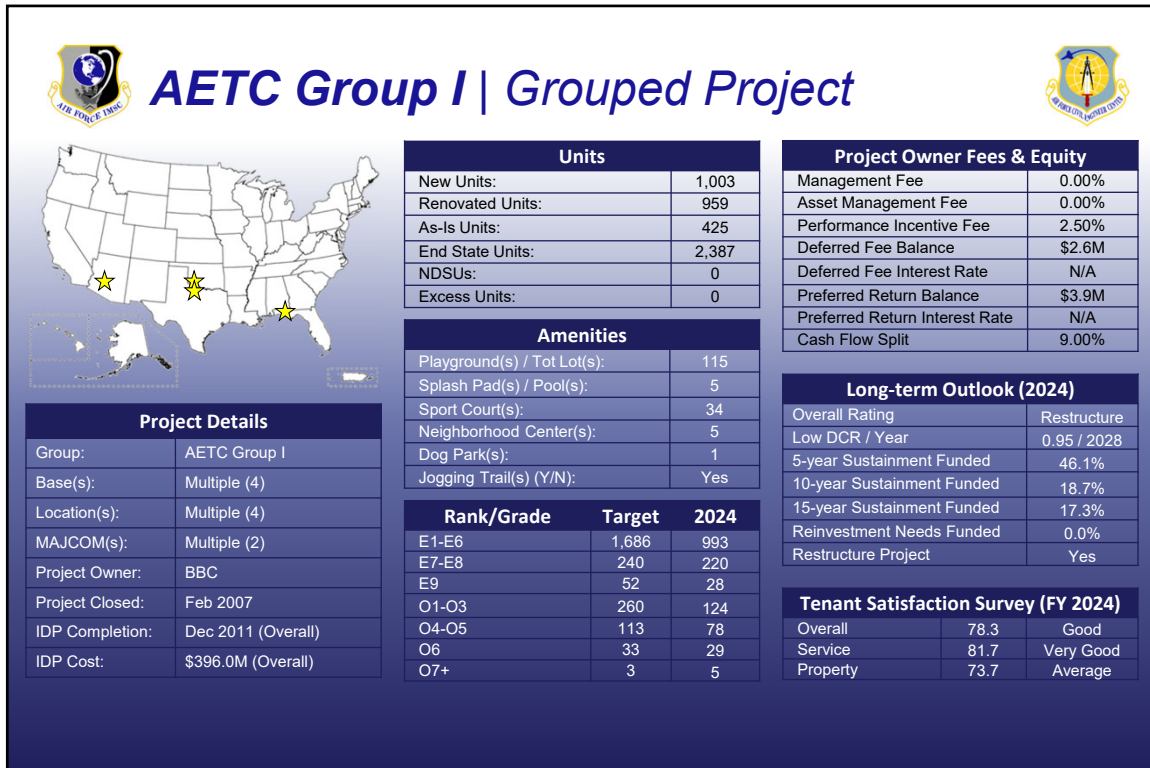 AETC Group I | Grouped Project
AIR FORCE IMSC
AIR FORCE CIVIL ENGINEER CENTER
Project Details
Group: AETC Group I
Base(s): Multiple (4)
Location(s): Multiple (4)
MAJCOM(s): Multiple (2)
Project Owner: BBC
Project Closed: Feb 2007
IDP Completion: Dec 2011 (Overall)
IDP Cost: $396.0M (Overall)
Units
New Units: 1,003
Renovated Units: 959
As-Is Units: 425
End State Units: 2,387
NDSUs: 0
Excess Units: 0
Amenities
Playground(s) / Tot Lot(s): 115
Splash Pad(s) / Pool(s): 5
Sport Court(s): 34
Neighborhood Center(s): 5
Dog Park(s): 1
Jogging Trail(s) (Y/N): Yes
Rank/Grade Target 2024
E1-E6 1,686 993
E7-E8 240 220
E9 52 28
O1-O3 260 124
O4-O5 113 78
O6 33 29
O7+ 3 5
Project Owner Fees & Equity
Management Fee 0.00%
Asset Management Fee 0.00%
Performance Incentive Fee 2.50%
Deferred Fee Balance $2.6M
Deferred Fee Interest Rate N/A
Preferred Return Balance $3.9M
Preferred Return Interest Rate N/A
Cash Flow Split 9.00%
Long-term Outlook (2024)
Overall Rating Restructure
Low DCR / Year 0.95 / 2028
5-year Sustainment Funded 46.1%
10-year Sustainment Funded 18.7%
15-year Sustainment Funded 17.3%
Reinvestment Needs Funded 0.0%
Restructure Project Yes
Tenant Satisfaction Survey (FY 2024)
Overall 78.3 Good
Service 81.7 Very Good
Property 73.7 Average